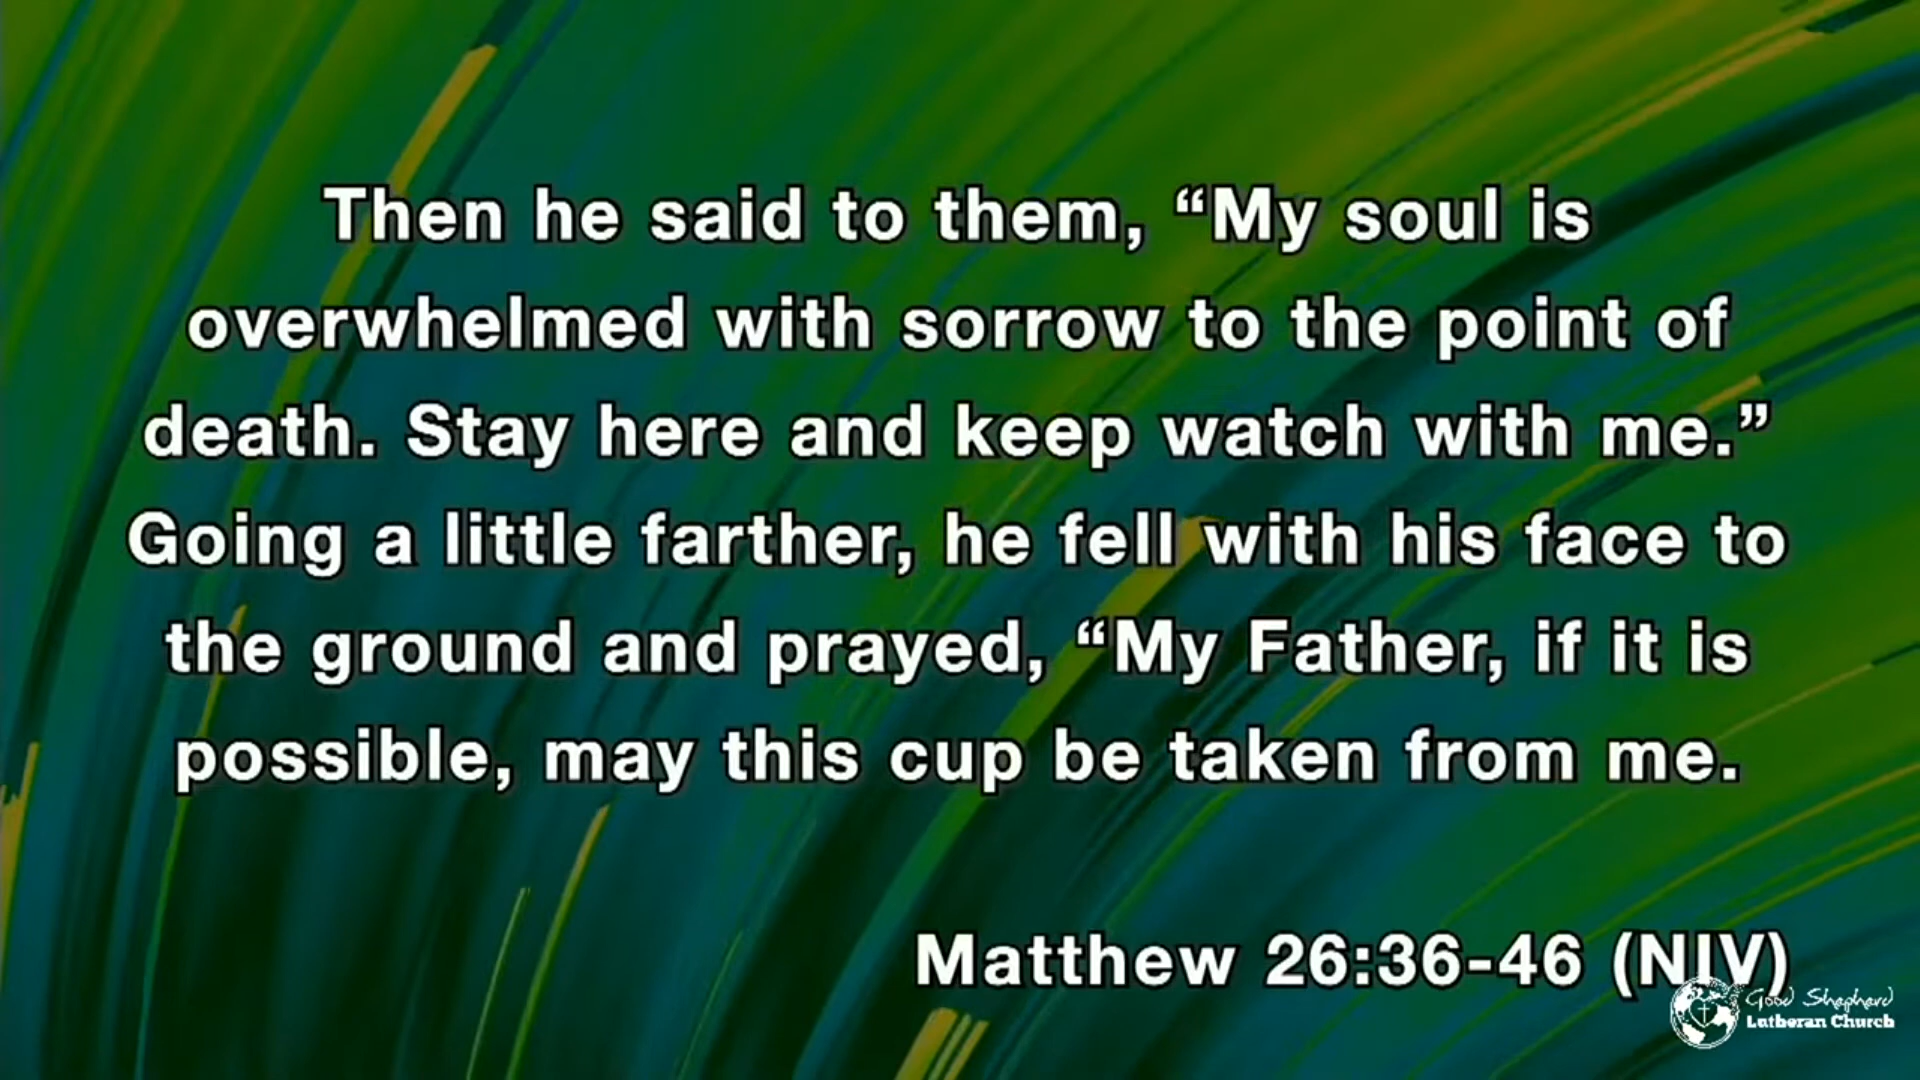 Then he said to them, “My soul is
overwhelmed with sorrow to the point of
death. Stay here and keep watch with me.”
Going a little farther, he fell with his face to
the ground and prayed, “My Father, if it is
possible, may this cup be taken from me.
Matthew 26:36-46 (NIV)
Good Shepherd
Lutheran Church